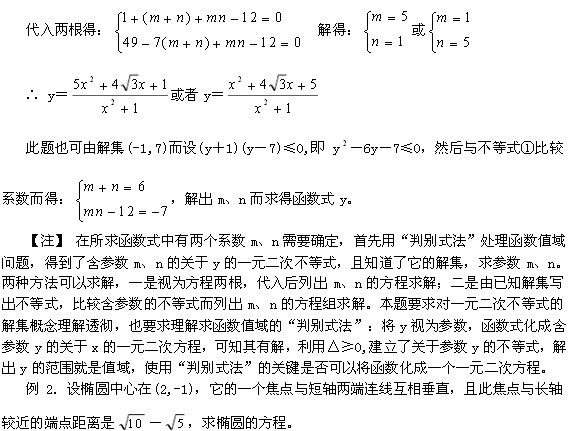 代入两根得：{1+(m+n)+mn−12=0 49−7(m+n)+mn−12=0 解得：{m=5 n=1 或{m=1 n=5
∴ y＝(5x²+4√3x+1)/(x²+1) 或者 y＝(x²+4√3x+5)/(x²+1)
此题也可由解集(-1,7)而设(y＋1)(y－7)≤0,即 y²－6y－7≤0，然后与不等式①比较
系数而得：{m+n=6 mn−12=−7 ，解出 m、n 而求得函数式 y。
【注】 在所求函数式中有两个系数 m、n 需要确定，首先用“判别式法”处理函数值域
问题，得到了含参数 m、n 的关于 y 的一元二次不等式，且知道了它的解集，求参数 m、n。
两种方法可以求解，一是视为方程两根，代入后列出 m、n 的方程求解；二是由已知解集写
出不等式，比较含参数的不等式而列出 m、n 的方程组求解。本题要求对一元二次不等式的
解集概念理解透彻，也要求理解求函数值域的“判别式法”：将 y 视为参数，函数式化成含
参数 y 的关于 x 的一元二次方程，可知其有解，利用△≥0,建立了关于参数 y 的不等式，解
出 y 的范围就是值域，使用“判别式法”的关键是否可以将函数化成一个一元二次方程。
例 2. 设椭圆中心在(2,-1)，它的一个焦点与短轴两端连线互相垂直，且此焦点与长轴
较近的端点距离是√10－√5，求椭圆的方程。